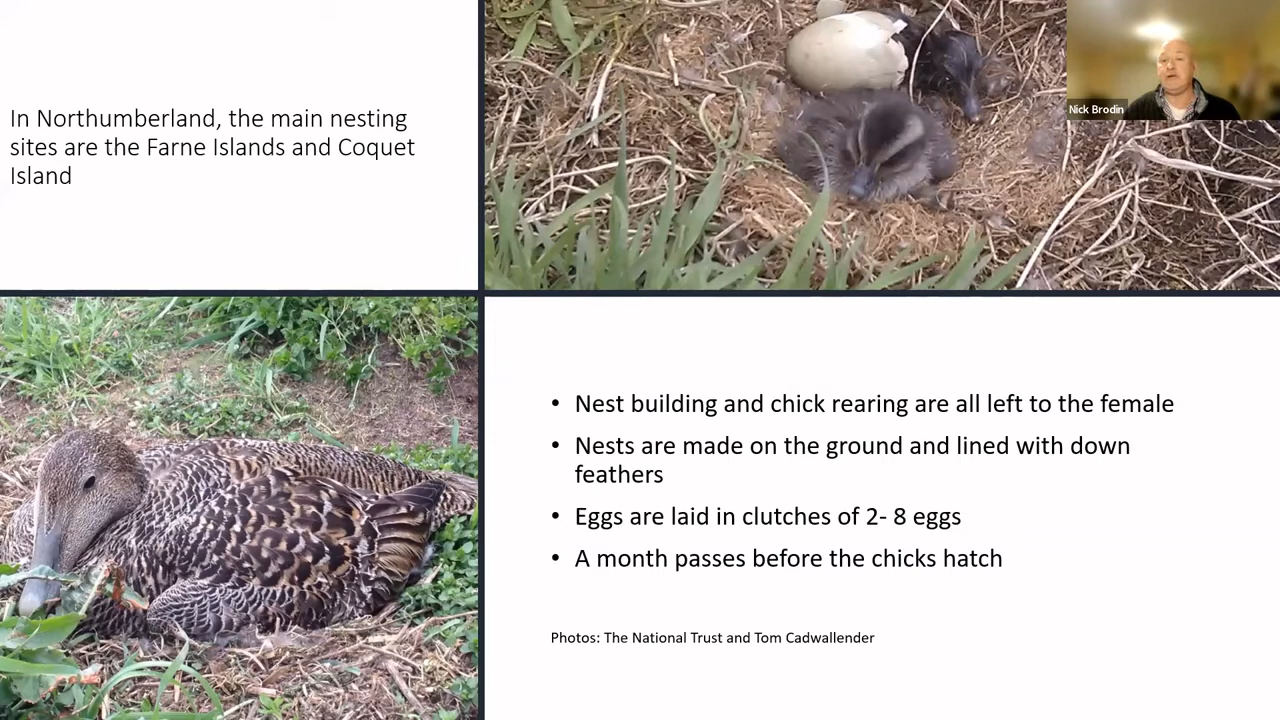 In Northumberland, the main nesting
sites are the Farne Islands and Coquet
Island
Nick Brodin
• Nest building and chick rearing are all left to the female
• Nests are made on the ground and lined with down
feathers
• Eggs are laid in clutches of 2- 8 eggs
• A month passes before the chicks hatch
Photos: The National Trust and Tom Cadwallender